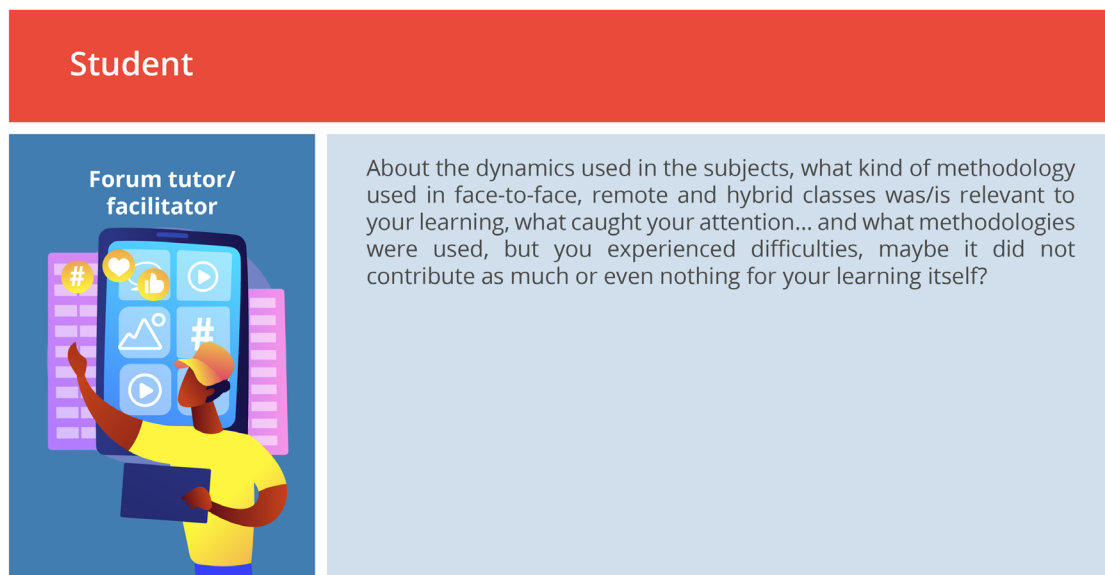 Student
Forum tutor/
facilitator
About the dynamics used in the subjects, what kind of methodology
used in face-to-face, remote and hybrid classes was/is relevant to
your learning, what caught your attention... and what methodologies
were used, but you experienced difficulties, maybe it did not
contribute as much or even nothing for your learning itself?
#
#